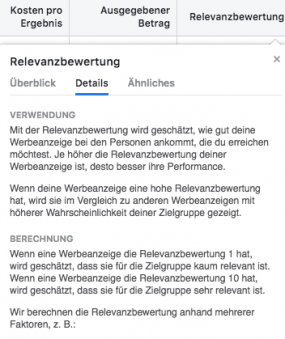 Kosten pro Ausgegebener Relevanzbewertung
Ergebnis Betrag
Relevanzbewertung ×
Überblick Details Ähnliches
VERWENDUNG
Mit der Relevanzbewertung wird geschätzt, wie gut deine
Werbeanzeige bei den Personen ankommt, die du erreichen
möchtest. Je höher die Relevanzbewertung deiner
Werbeanzeige ist, desto besser ihre Performance.
Wenn deine Werbeanzeige eine hohe Relevanzbewertung
hat, wird sie im Vergleich zu anderen Werbeanzeigen mit
höherer Wahrscheinlichkeit deiner Zielgruppe gezeigt.
BERECHNUNG
Wenn eine Werbeanzeige die Relevanzbewertung 1 hat,
wird geschätzt, dass sie für die Zielgruppe kaum relevant ist.
Wenn eine Werbeanzeige die Relevanzbewertung 10 hat,
wird geschätzt, dass sie für die Zielgruppe sehr relevant ist.
Wir berechnen die Relevanzbewertung anhand mehrerer
Faktoren, z. B.: